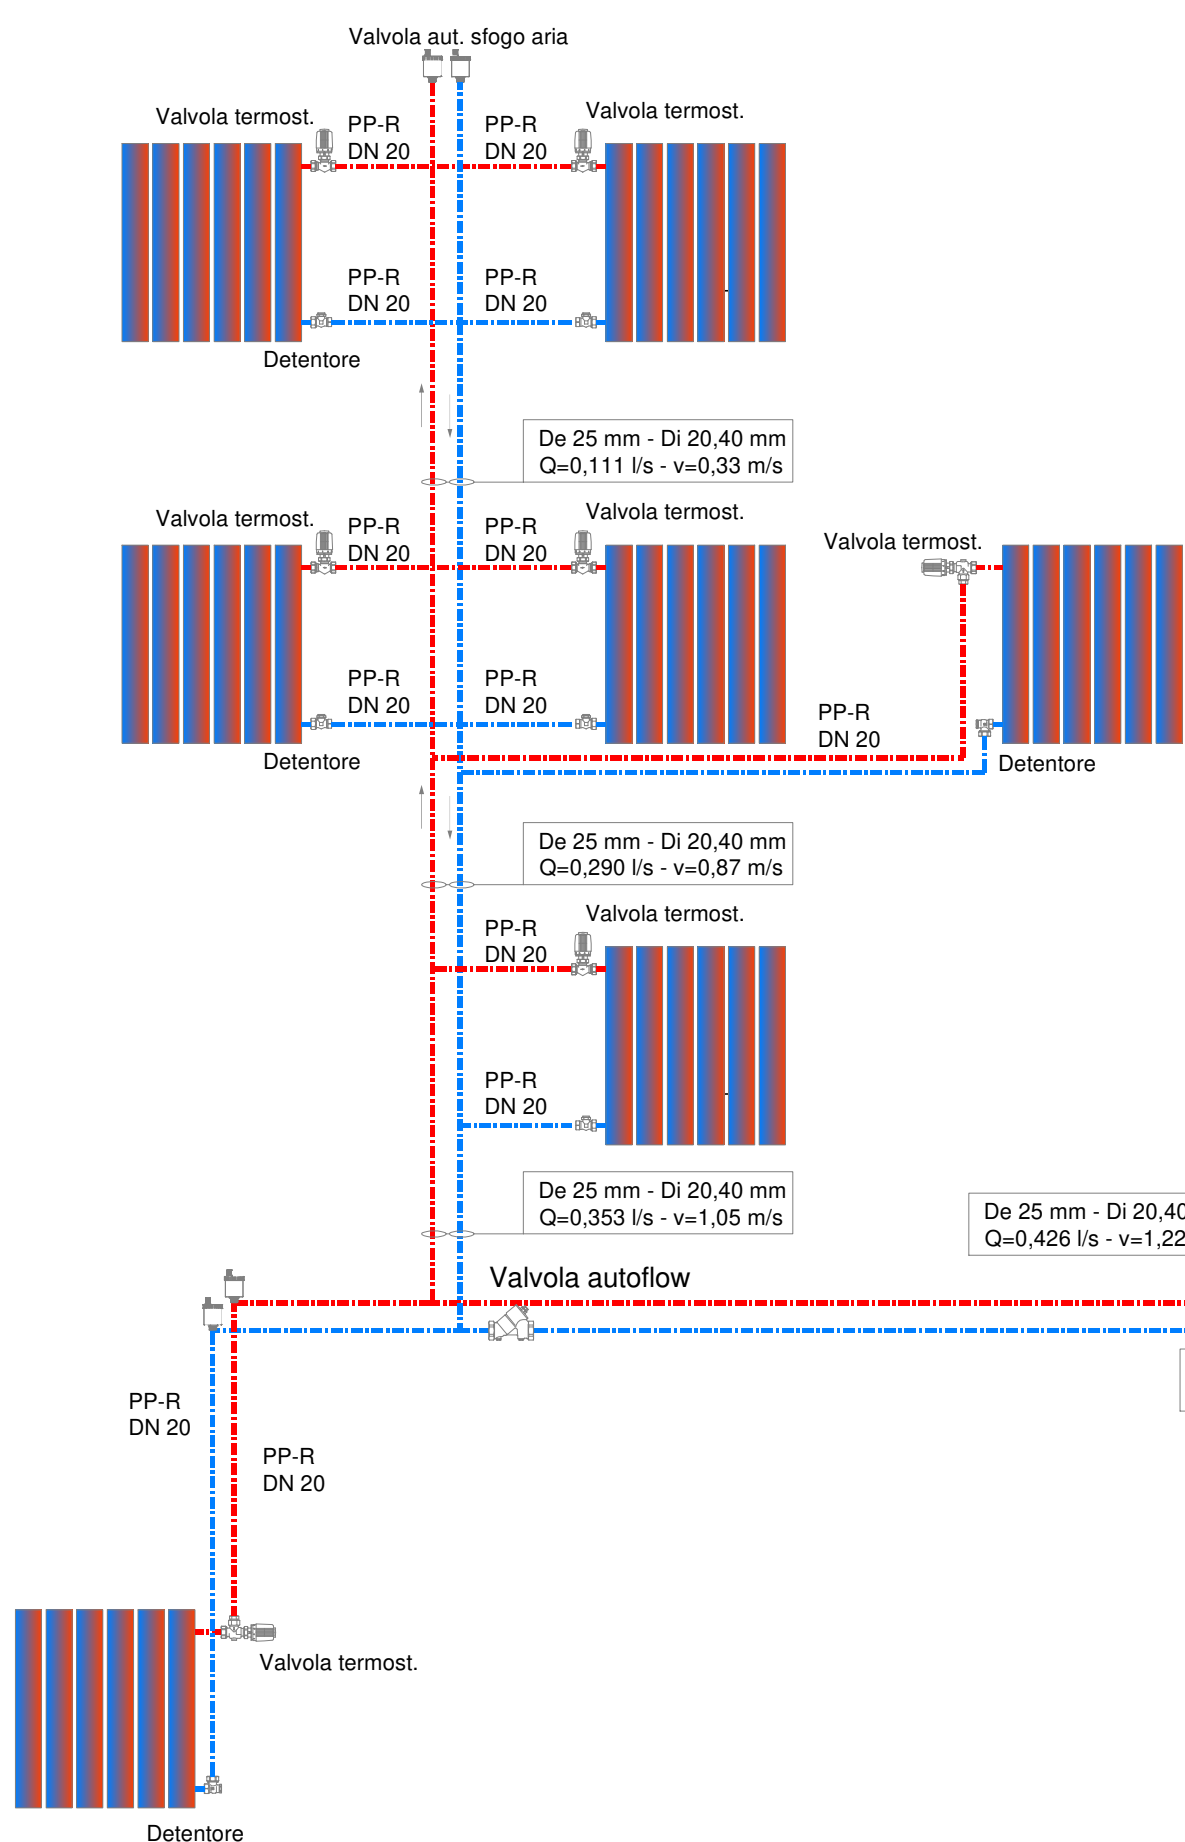 Valvola aut. sfogo aria
Valvola termost.
PP-R
DN 20
PP-R
DN 20
Valvola termost.
PP-R
DN 20
PP-R
DN 20
Detentore
De 25 mm - Di 20,40 mm
Q=0,111 l/s - v=0,33 m/s
Valvola termost.
PP-R
DN 20
PP-R
DN 20
Valvola termost.
Valvola termost.
PP-R
DN 20
PP-R
DN 20
PP-R
DN 20
Detentore
Detentore
De 25 mm - Di 20,40 mm
Q=0,290 l/s - v=0,87 m/s
PP-R
DN 20
Valvola termost.
PP-R
DN 20
De 25 mm - Di 20,40 mm
Q=0,353 l/s - v=1,05 m/s
De 25 mm - Di 20,40
Q=0,426 l/s - v=1,22
Valvola autoflow
PP-R
DN 20
PP-R
DN 20
Valvola termost.
Detentore